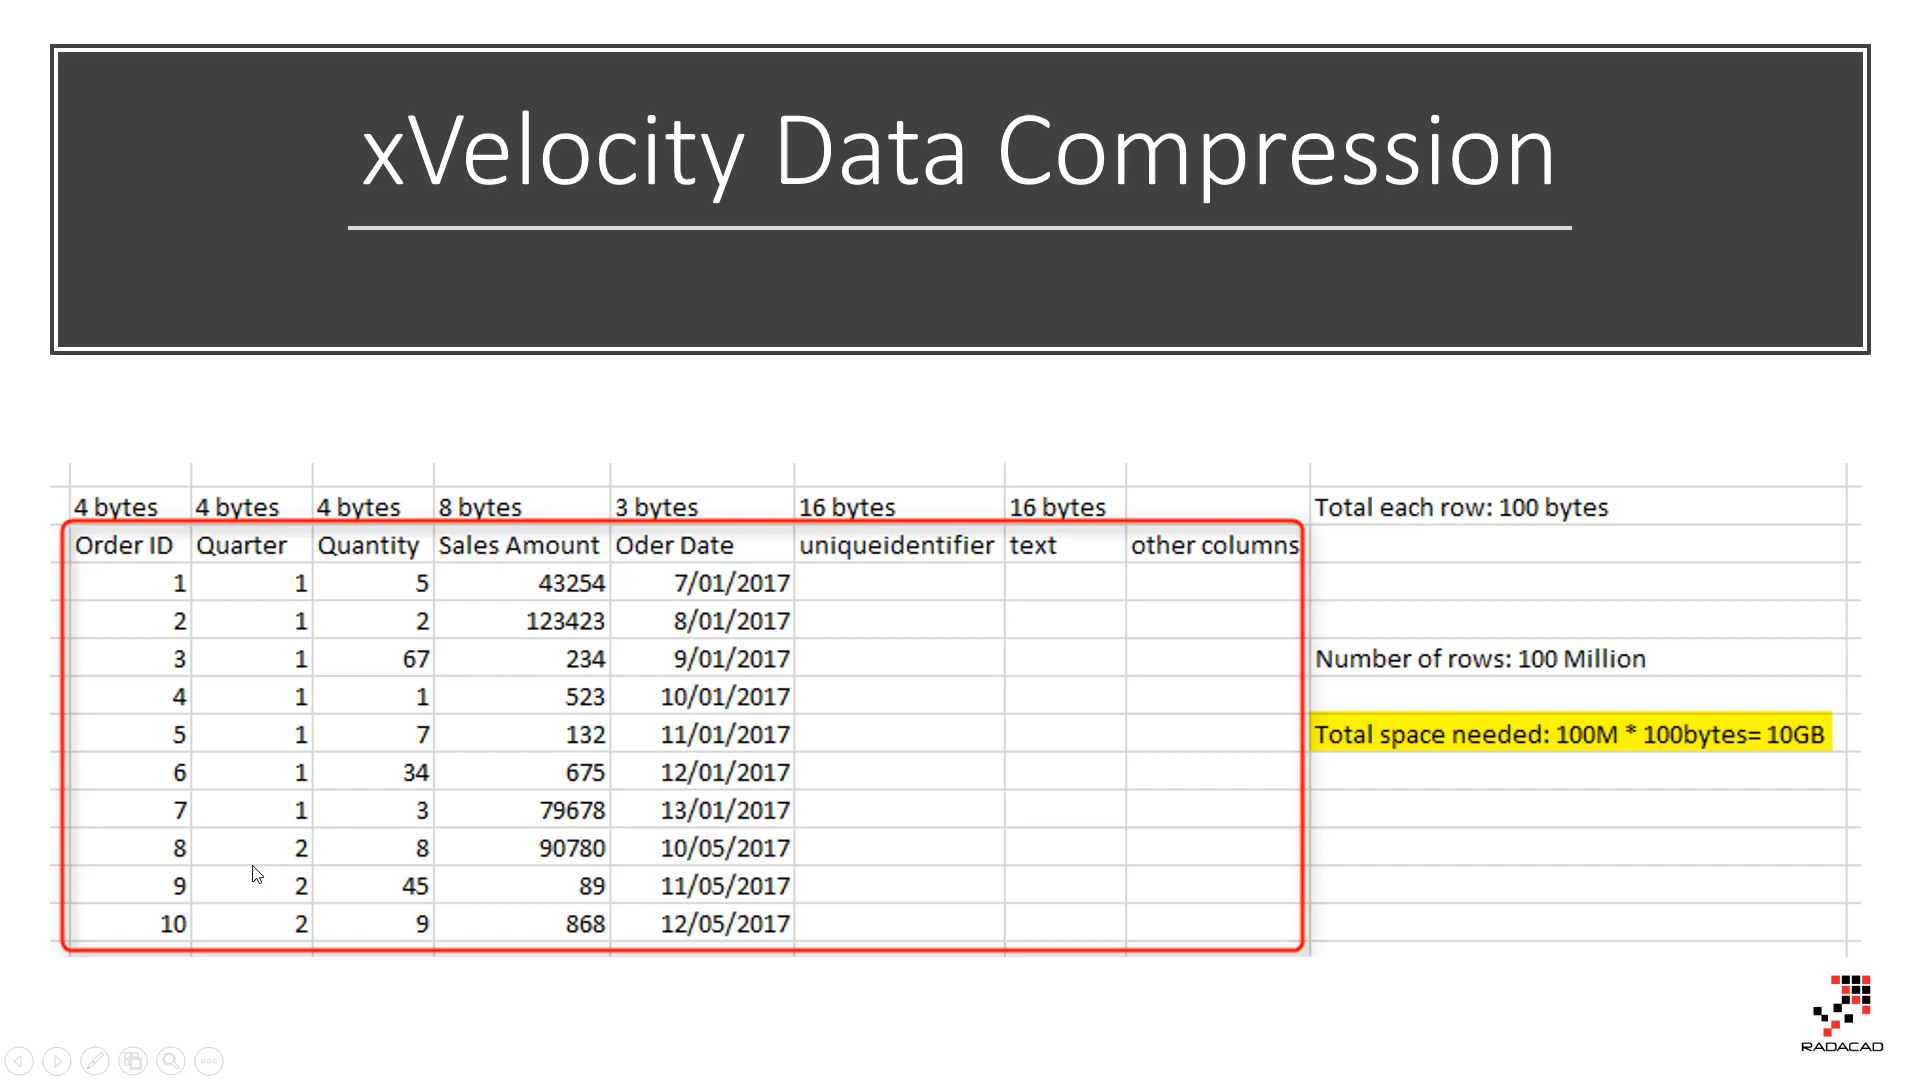 xVelocity Data Compression
4 bytes 4 bytes 4 bytes 8 bytes 3 bytes 16 bytes 16 bytes Total each row: 100 bytes
Order ID Quarter Quantity Sales Amount Oder Date uniqueidentifier text other columns
1 1 5 43254 7/01/2017
2 1 2 123423 8/01/2017
3 1 67 234 9/01/2017 Number of rows: 100 Million
4 1 1 523 10/01/2017
5 1 7 132 11/01/2017 Total space needed: 100M * 100bytes= 10GB
6 1 34 675 12/01/2017
7 1 3 79678 13/01/2017
8 2 8 90780 10/05/2017
9 2 45 89 11/05/2017
10 2 9 868 12/05/2017
RADACAD